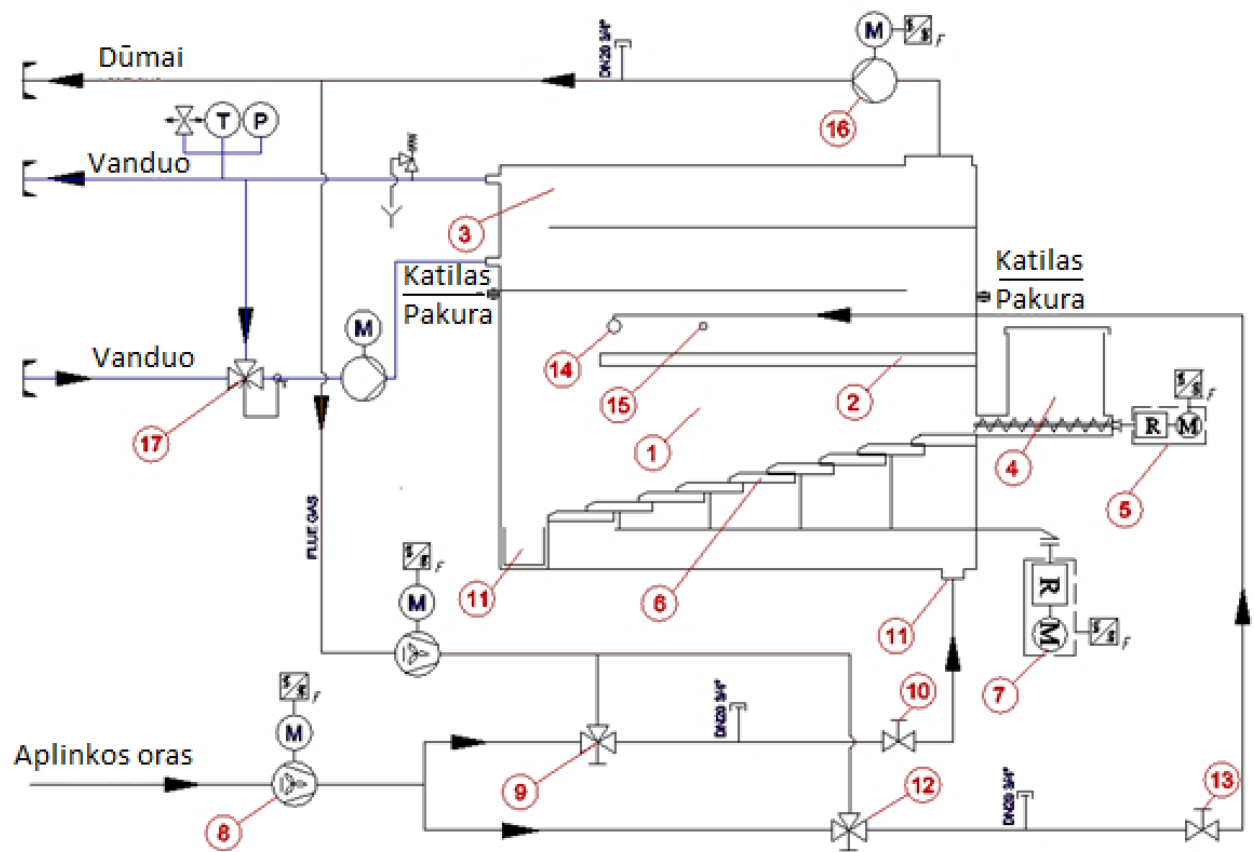 Dūmai
DN20 3/4"
M
F
16
T
P
Vanduo
3
Katilas
Pakura
Katilas
Pakura
M
Vanduo
14
15
2
17
1
4
R
M
F
5
FLUE GAS
F
M
11
6
11
R
M
F
7
F
M
10
DN20 3/4"
Aplinkos oras
9
12
DN20 3/4"
13
8